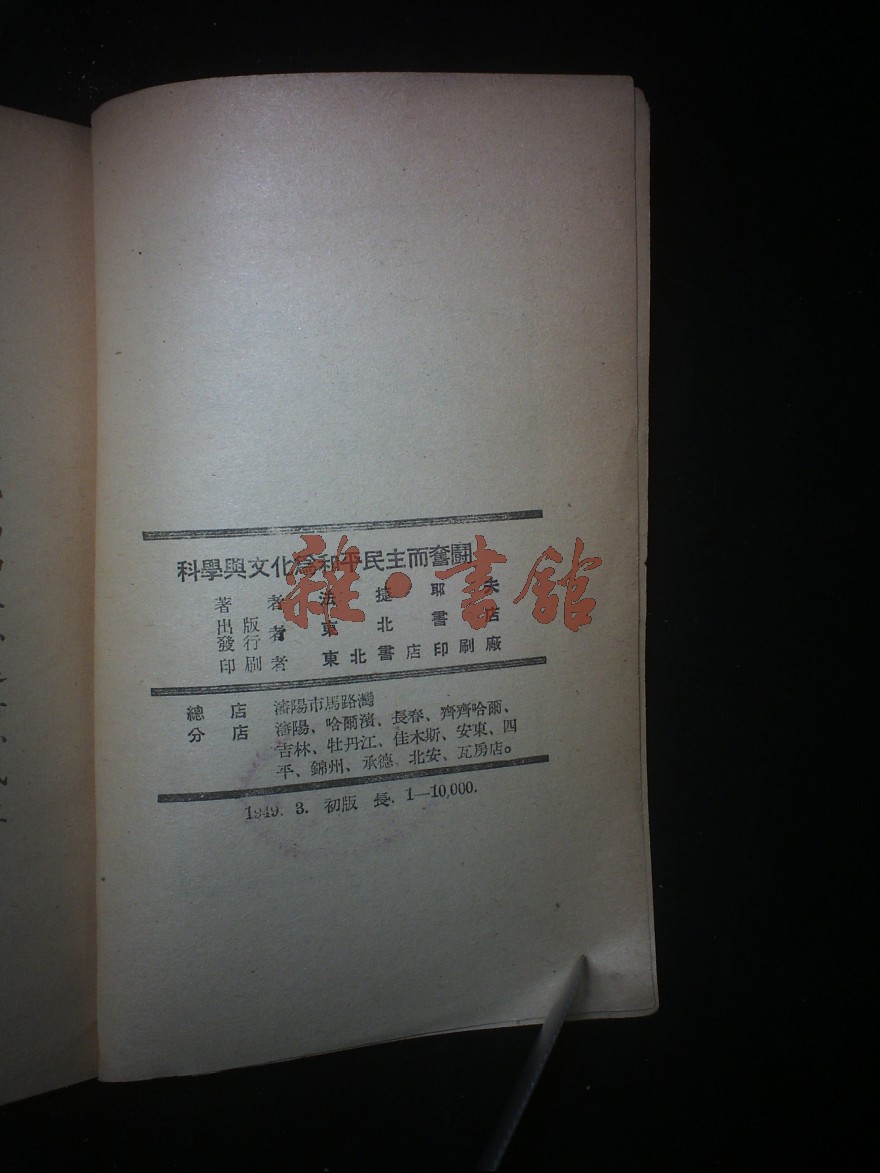 科學與文化爲和平民主而奮鬥
著者 法捷耶夫
出版
發行者 東北書店
印刷者 東北書店印刷廠
總店 瀋陽市馬路灣
分店 瀋陽、哈爾濱、長春、齊齊哈爾、
吉林、牡丹江、佳木斯、安東、四
平、錦州、承德、北安、瓦房店。
1949. 3. 初版 長. 1—10,000.
雜·書館